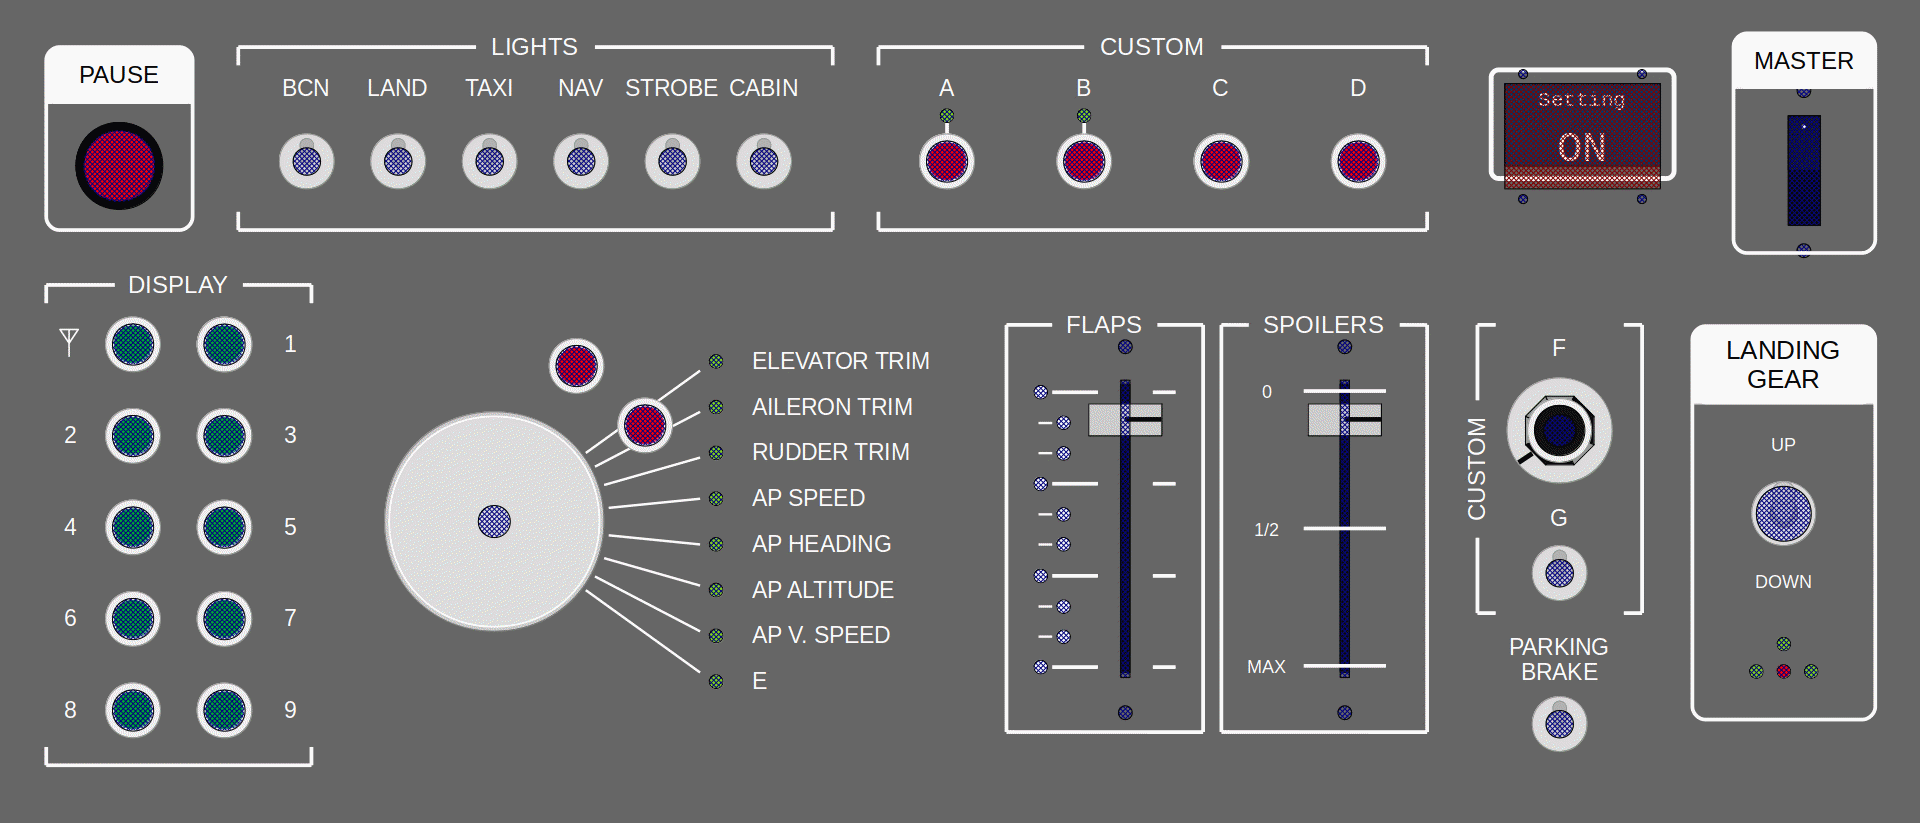 PAUSE
LIGHTS
BCN LAND TAXI NAV STROBE CABIN
CUSTOM
A B C D
Setting
ON
MASTER
DISPLAY
1
2 3
4 5
6 7
8 9
ELEVATOR TRIM
AILERON TRIM
RUDDER TRIM
AP SPEED
AP HEADING
AP ALTITUDE
AP V. SPEED
E
FLAPS
SPOILERS
0
1/2
MAX
CUSTOM
F
G
PARKING
BRAKE
LANDING
GEAR
UP
DOWN